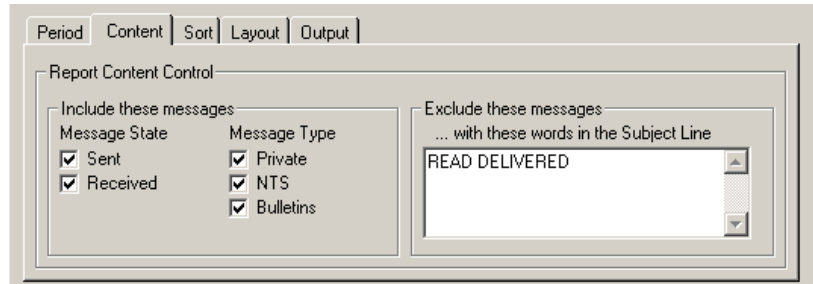 Period Content Sort Layout Output
Report Content Control
Include these messages
Message State Message Type
Sent Private
Received NTS
Bulletins
Exclude these messages
... with these words in the Subject Line
READ DELIVERED